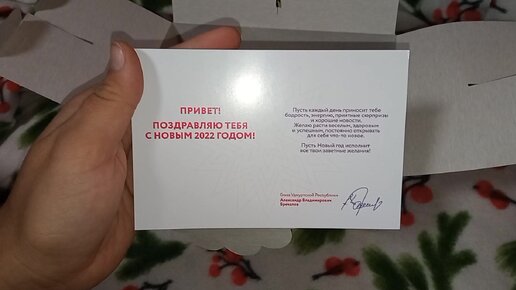 ПРИВЕТ!
ПОЗДРАВЛЯЮ ТЕБЯ
С НОВЫМ 2022 ГОДОМ!
Пусть каждый день приносит тебе
бодрость, энергию, приятные сюрпризы
и хорошие новости.
Желаю расти веселым, здоровым
и успешным, постоянно открывать
для себя что-то новое.
Пусть Новый год исполнит
все твои заветные желания!
Глава Удмуртской Республики
Александр Владимирович
Бречалов